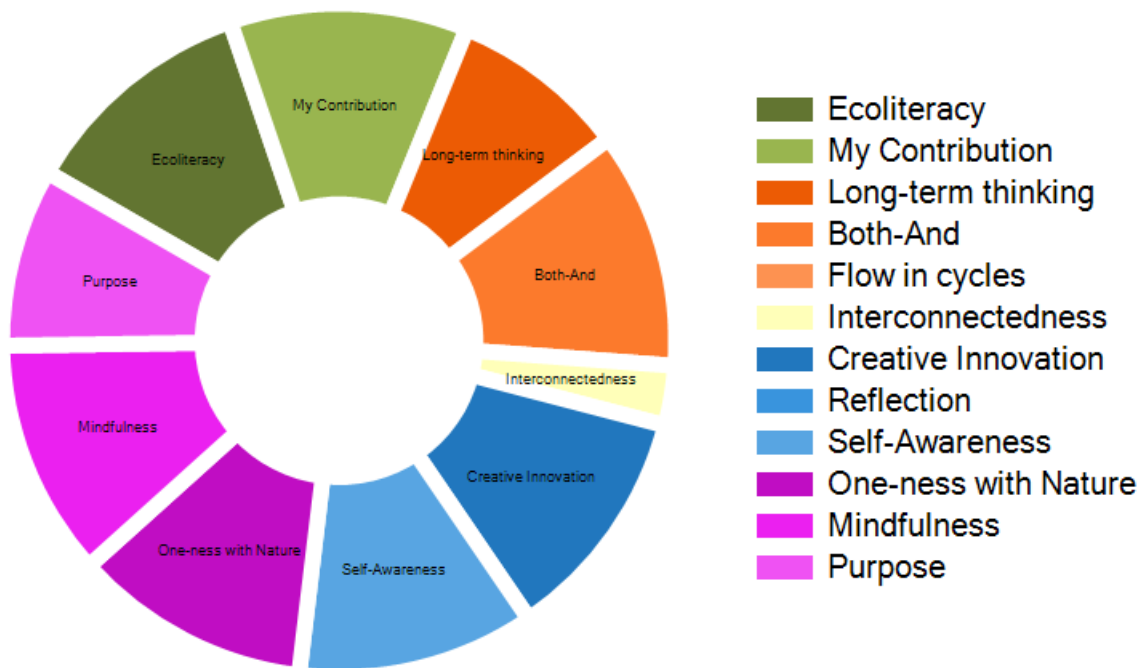 My Contribution
Ecoliteracy
Long-term thinking
Purpose
Both-And
Interconnectedness
Mindfulness
Creative Innovation
One-ness with Nature
Self-Awareness
Ecoliteracy
My Contribution
Long-term thinking
Both-And
Flow in cycles
Interconnectedness
Creative Innovation
Reflection
Self-Awareness
One-ness with Nature
Mindfulness
Purpose